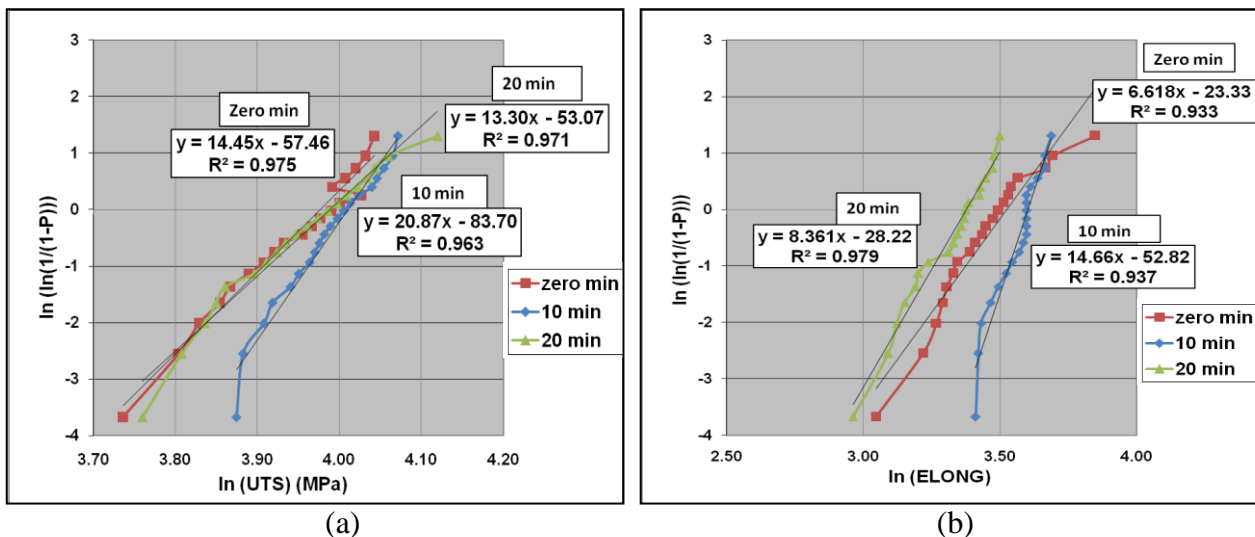 3
2
1
0
-1
-2
-3
-4
3.70
3.80
3.90
4.00
4.10
4.20
ln (ln(1/(1-P)))
ln (UTS) (MPa)
Zero min
y = 14.45x - 57.46
R² = 0.975
20 min
y = 13.30x - 53.07
R² = 0.971
10 min
y = 20.87x - 83.70
R² = 0.963
zero min
10 min
20 min
(a)
3
2
1
0
-1
-2
-3
-4
2.50
3.00
3.50
4.00
ln (ln(1/(1-P)))
ln (ELONG)
Zero min
y = 6.618x - 23.33
R² = 0.933
20 min
y = 8.361x - 28.22
R² = 0.979
10 min
y = 14.66x - 52.82
R² = 0.937
zero min
10 min
20 min
(b)